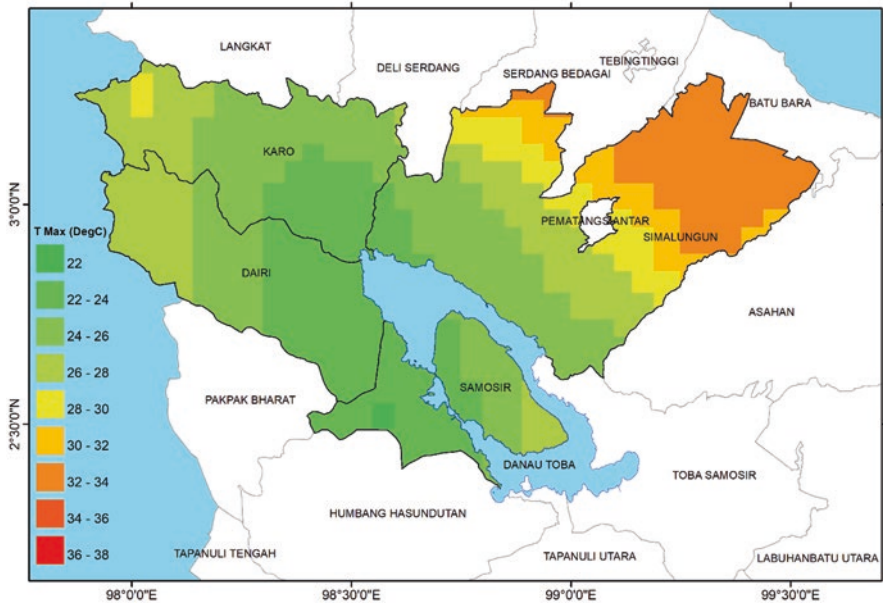 LANGKAT
DELI SERDANG
TEBINGTINGGI
SERDANG BEDAGAI
BATU BARA
KARO
3°0'0"N
PEMATANGSIANTAR
T Max (DegC)
SIMALUNGUN
22
DAIRI
22 - 24
24 - 26
ASAHAN
26 - 28
SAMOSIR
28 - 30
PAKPAK BHARAT
2°30'0"N
30 - 32
DANAU TOBA
32 - 34
TOBA SAMOSIR
34 - 36
HUMBANG HASUNDUTAN
36 - 38
TAPANULI TENGAH
TAPANULI UTARA
LABUHANBATU UTARA
98°0'0"E
98°30'0"E
99°0'0"E
99°30'0"E